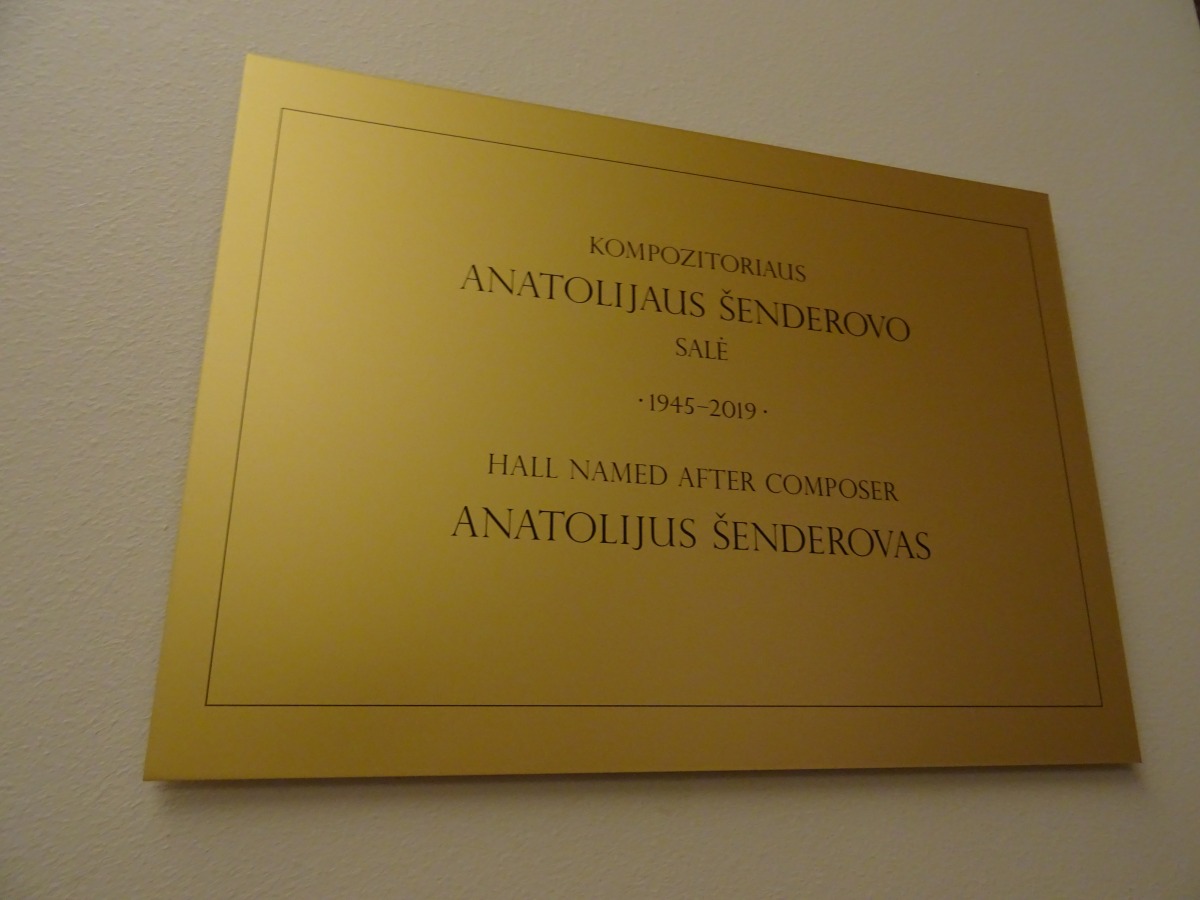 KOMPOZITORIAUS
ANATOLIJAUS ŠENDEROVO
SALĖ
·1945–2019·
HALL NAMED AFTER COMPOSER
ANATOLIJUS ŠENDEROVAS